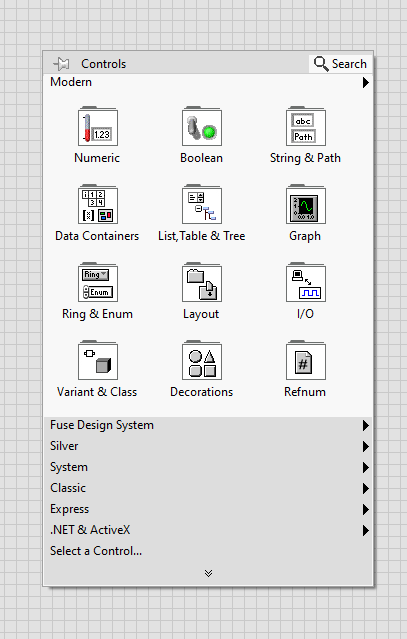 Controls Search
Modern
1.23
abc
Path
Numeric Boolean String & Path
1 2
3 4
Data Containers List,Table & Tree Graph
Ring
Enum
Ring & Enum Layout I/O
#
Variant & Class Decorations Refnum
Fuse Design System
Silver
System
Classic
Express
.NET & ActiveX
Select a Control...